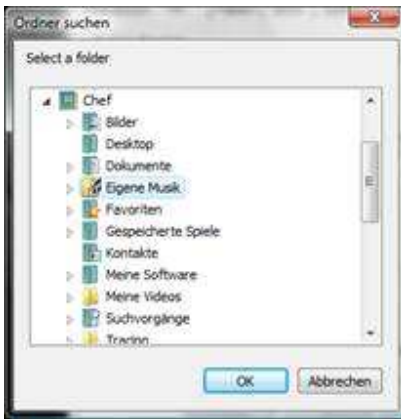 Ordner suchen
Select a folder
Chef
Bilder
Desktop
Dokumente
Eigene Musik
Favoriten
Gespeicherte Spiele
Kontakte
Meine Software
Meine Videos
Suchvorgänge
Tracing
OK Abbrechen